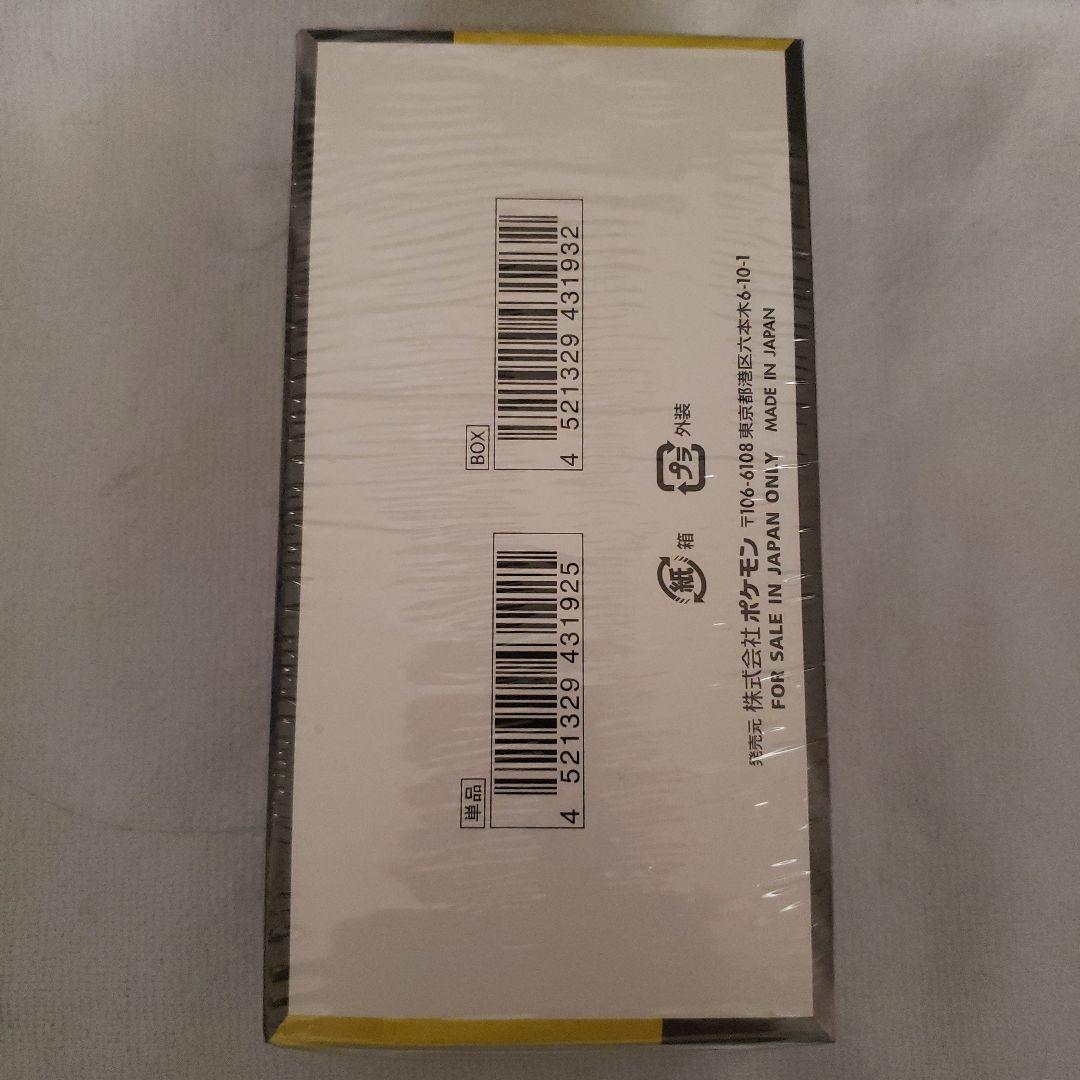 単品
4 521329 431925
BOX
4 521329 431932
紙 箱
プラ 外装
発売元 株式会社 ポケモン 〒106-6108 東京都港区六本木6-10-1
FOR SALE IN JAPAN ONLY MADE IN JAPAN